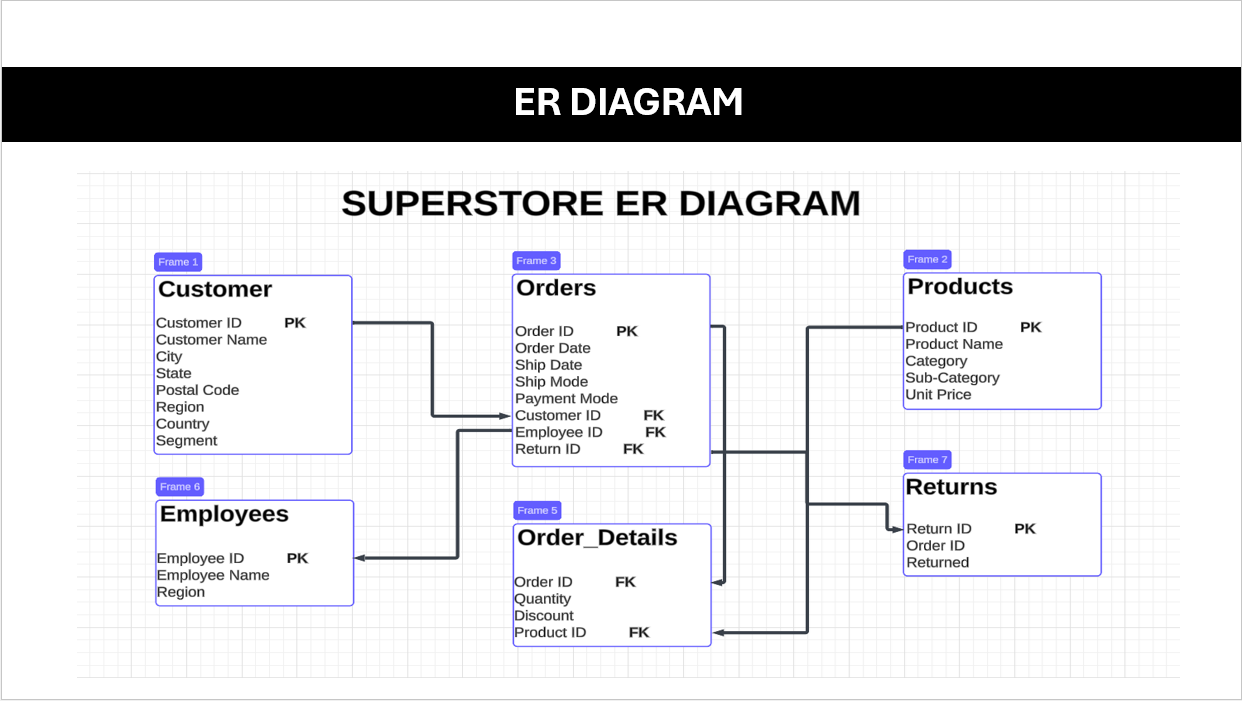 ER DIAGRAM
SUPERSTORE ER DIAGRAM
Frame 1
Customer
Customer ID PK
Customer Name
City
State
Postal Code
Region
Country
Segment
Frame 3
Orders
Order ID PK
Order Date
Ship Date
Ship Mode
Payment Mode
Customer ID FK
Employee ID FK
Return ID FK
Frame 2
Products
Product ID PK
Product Name
Category
Sub-Category
Unit Price
Frame 6
Employees
Employee ID PK
Employee Name
Region
Frame 5
Order_Details
Order ID FK
Quantity
Discount
Product ID FK
Frame 7
Returns
Return ID PK
Order ID
Returned